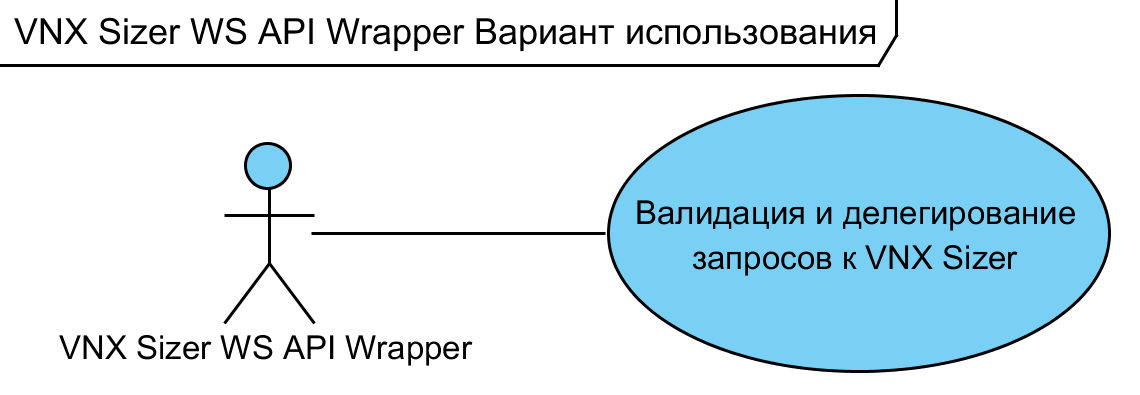 VNX Sizer WS API Wrapper Вариант использования
Валидация и делегирование
запросов к VNX Sizer
VNX Sizer WS API Wrapper